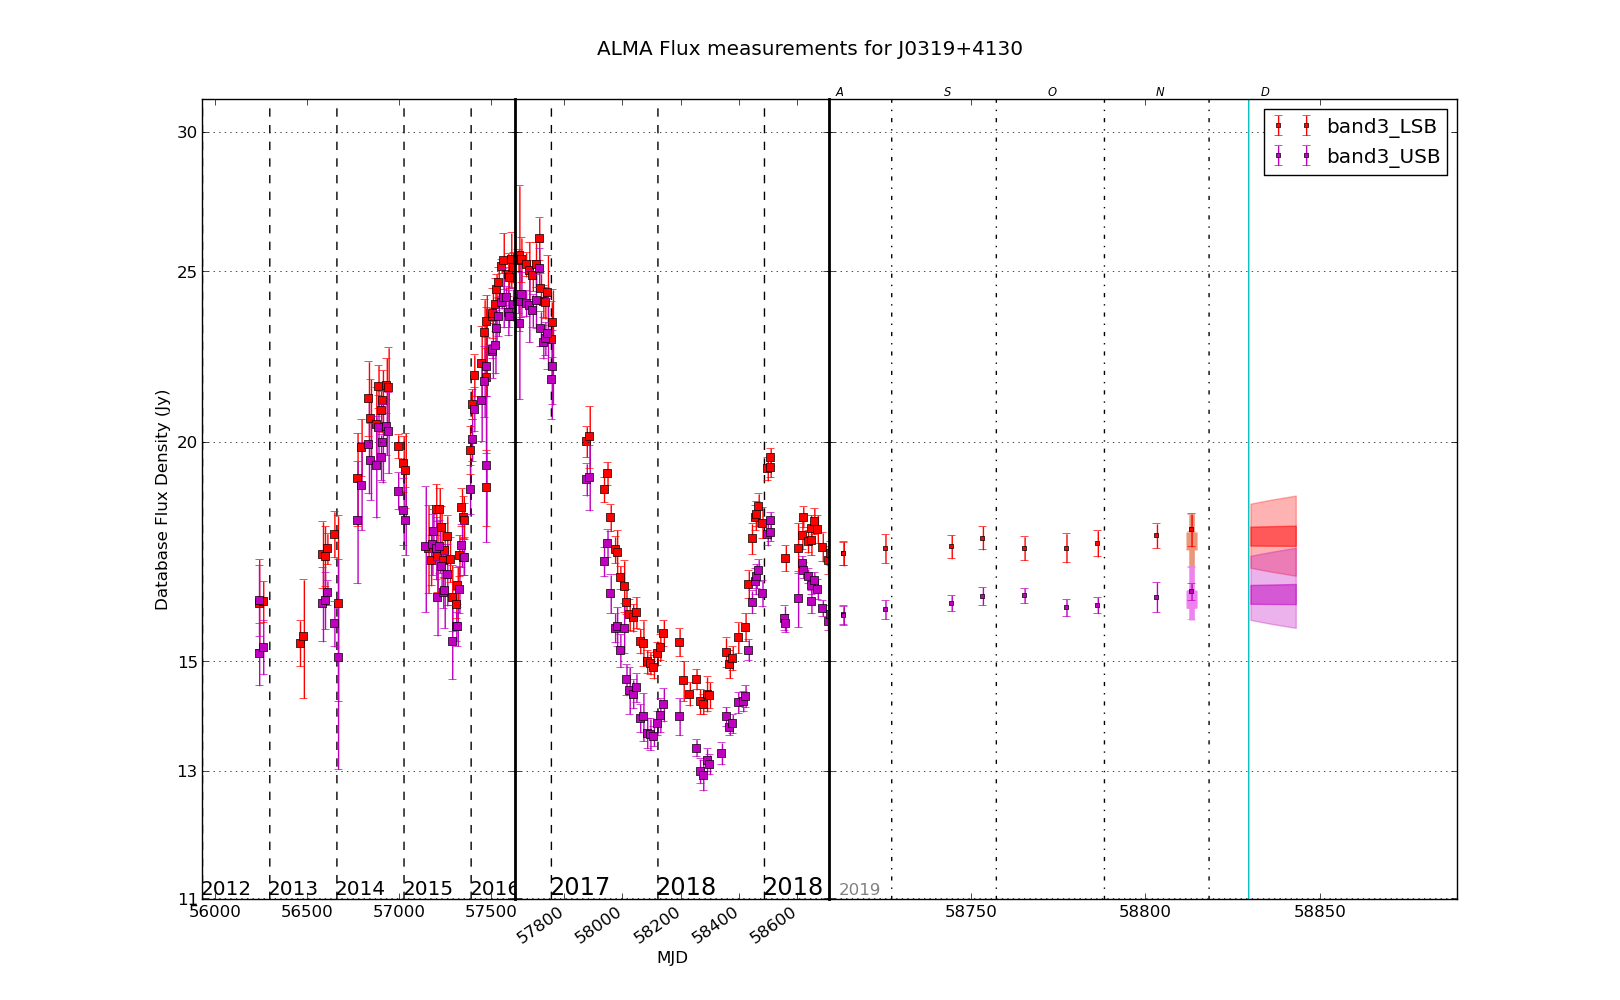 ALMA Flux measurements for J0319+4130
A S O N D
band3_LSB
band3_USB
30
25
20
15
13
11
Database Flux Density (Jy)
2012 2013 2014 2015 2016 2017 2018 2018 2019
56000 56500 57000 57500 57800 58000 58200 58400 58600 58750 58800 58850
MJD